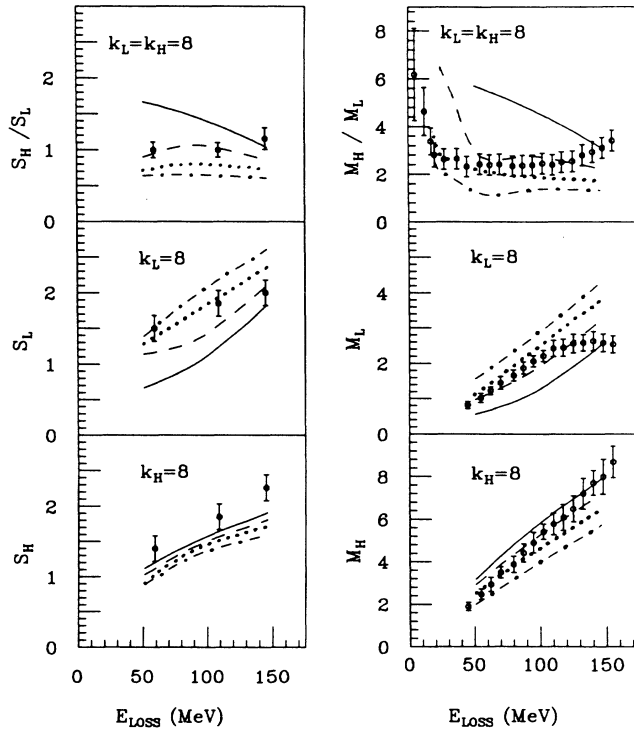 k_L=k_H=8
2
1
0
S_H / S_L
k_L=8
2
1
0
S_L
k_H=8
2
1
0
S_H
0 50 100 150
E_LOSS (MeV)
k_L=k_H=8
8
6
4
2
0
M_H / M_L
k_L=8
4
2
0
M_L
k_H=8
8
6
4
2
0
M_H
0 50 100 150
E_LOSS (MeV)